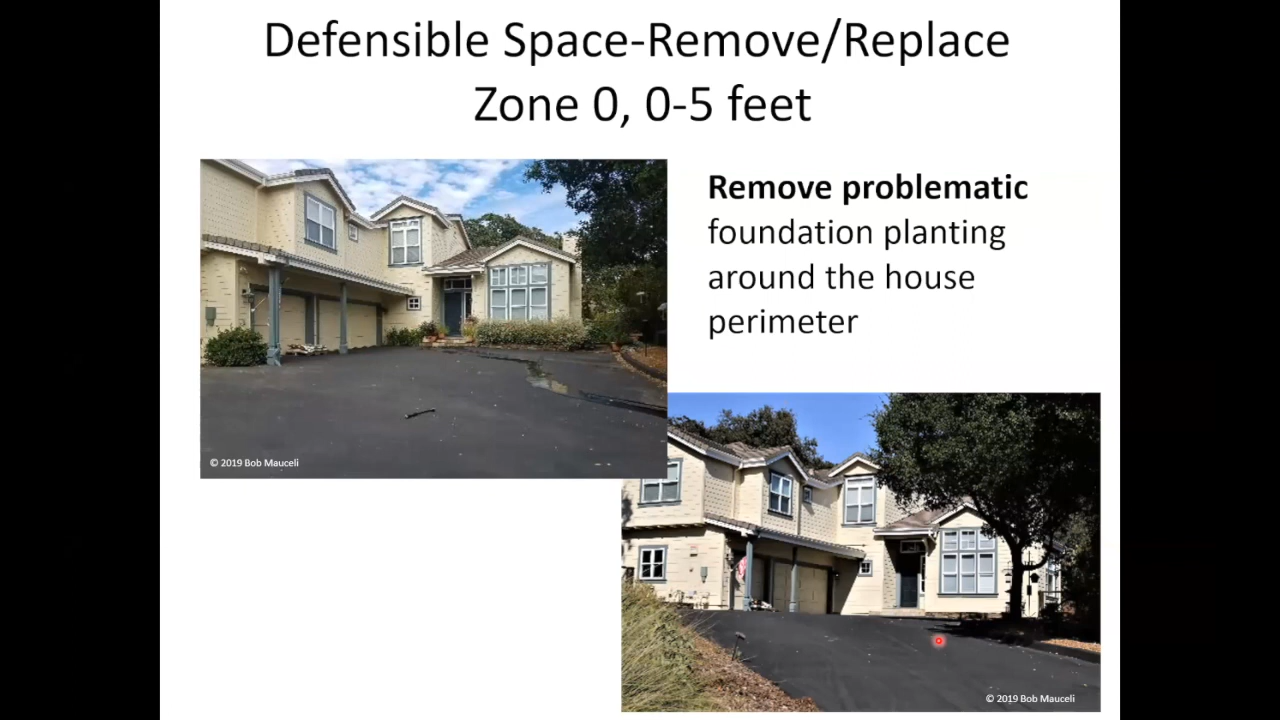 Defensible Space-Remove/Replace
Zone 0, 0-5 feet
Remove problematic
foundation planting
around the house
perimeter
© 2019 Bob Mauceli
© 2019 Bob Mauceli